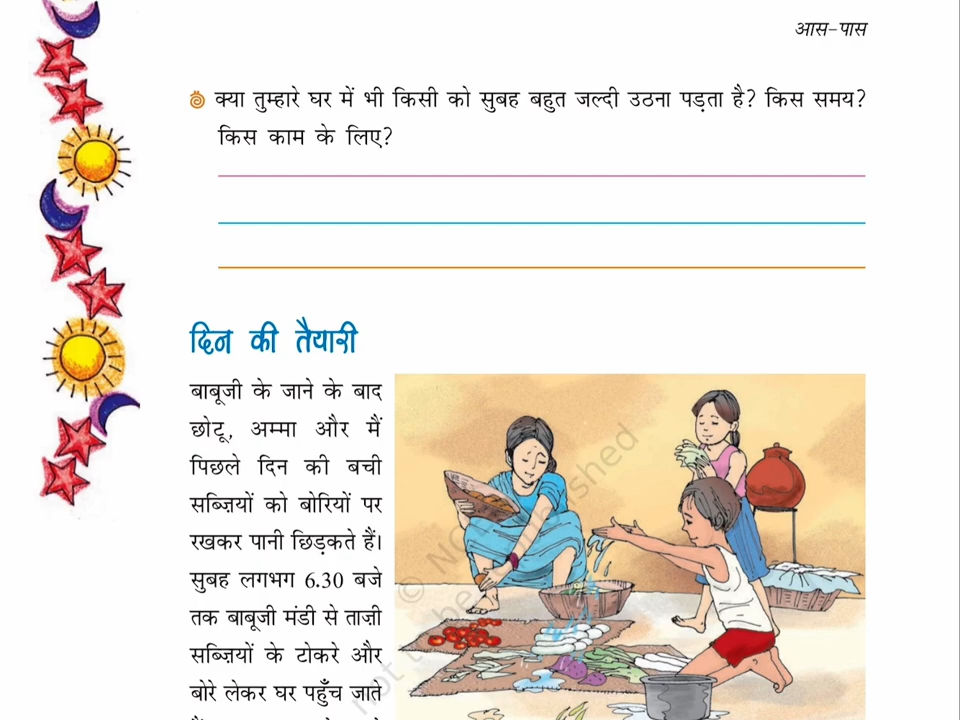 आस-पास
क्या तुम्हारे घर में भी किसी को सुबह बहुत जल्दी उठना पड़ता है? किस समय?
किस काम के लिए?
दिन की तैयारी
बाबूजी के जाने के बाद
छोटू, अम्मा और मैं
पिछले दिन की बची
सब्ज़ियों को बोरियों पर
रखकर पानी छिड़कते हैं।
सुबह लगभग 6.30 बजे
तक बाबूजी मंडी से ताज़ी
सब्ज़ियों के टोकरे और
बोरे लेकर घर पहुँच जाते